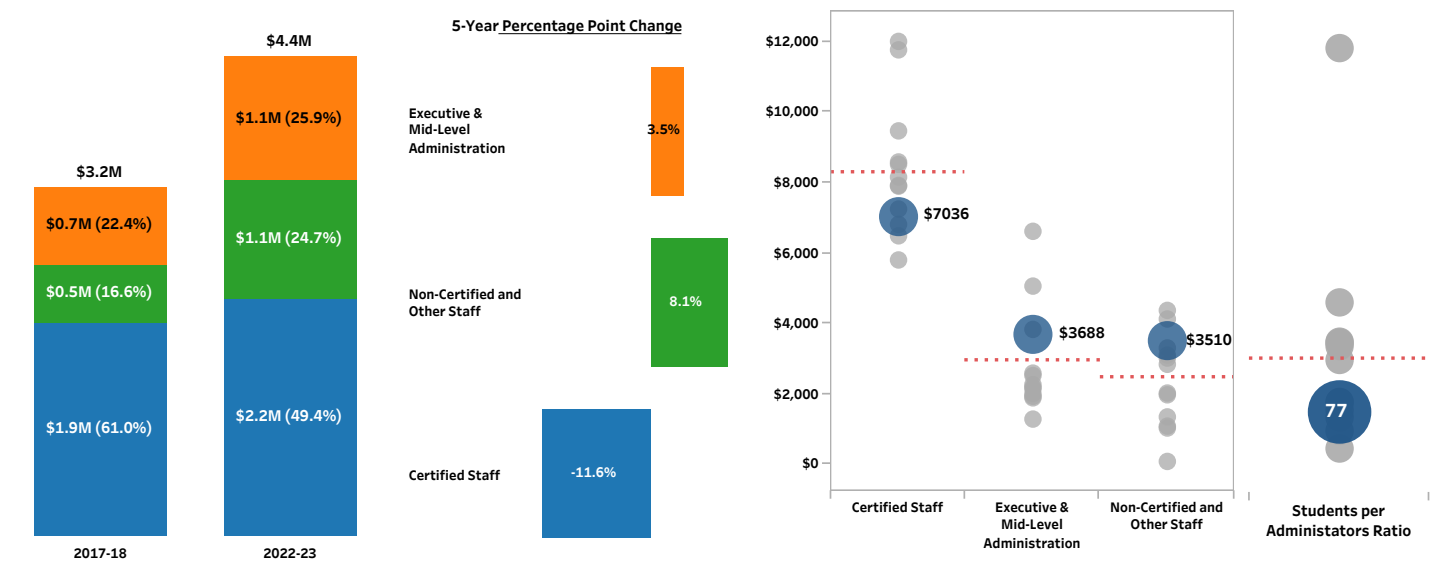 $3.2M
$0.7M (22.4%)
$0.5M (16.6%)
$1.9M (61.0%)
2017-18
$4.4M
$1.1M (25.9%)
$1.1M (24.7%)
$2.2M (49.4%)
2022-23
5-Year Percentage Point Change
Executive &
Mid-Level
Administration
3.5%
Non-Certified and
Other Staff
8.1%
Certified Staff
-11.6%
$12,000
$10,000
$8,000
$6,000
$4,000
$2,000
$0
$7036
$3688
$3510
Certified Staff
Executive &
Mid-Level
Administration
Non-Certified and
Other Staff
77
Students per
Administators Ratio